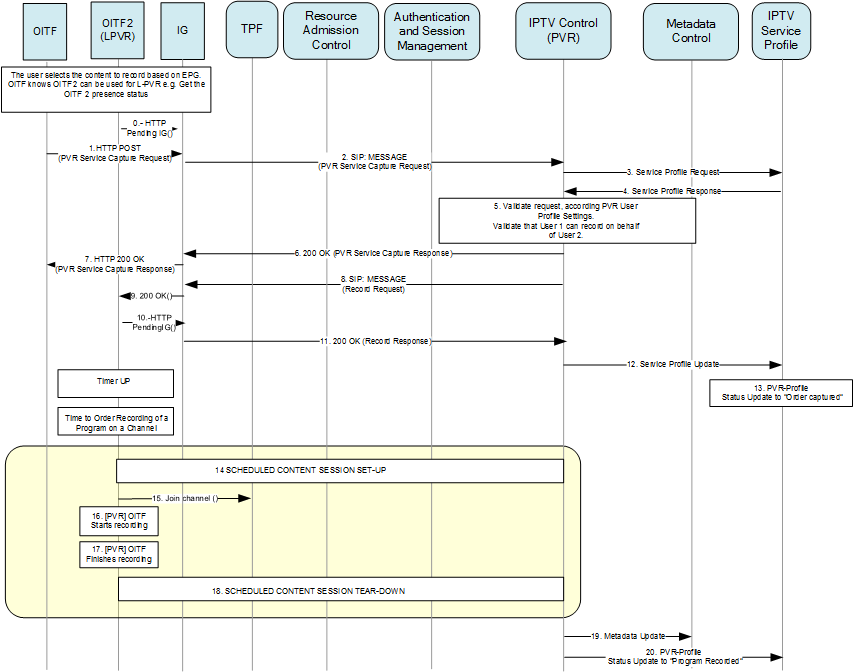 OITF
OITF2
(LPVR)
IG
TPF
Resource
Admission
Control
Authentication
and Session
Management
IPTV Control
(PVR)
Metadata
Control
IPTV
Service
Profile
The user selects the content to record based on EPG.
OITF knows OITF2 can be used for L-PVR e.g. Get the
OITF 2 presence status
0.- HTTP
Pending IG()
1.HTTP POST
(PVR Service Capture Request)
2. SIP: MESSAGE
(PVR Service Capture Request)
3. Service Profile Request
4. Service Profile Response
5. Validate request, according PVR User
Profile Settings.
Validate that User 1 can record on behalf
of User 2.
6. 200 OK (PVR Service Capture Response)
7. HTTP 200 OK
(PVR Service Capture Response)
8. SIP: MESSAGE
(Record Request)
9. 200 OK()
10.-HTTP
PendingIG()
11. 200 OK (Record Response)
12. Service Profile Update
Timer UP
13. PVR-Profile
Status Update to "Order captured"
Time to Order Recording of a
Program on a Channel
14 SCHEDULED CONTENT SESSION SET-UP
15. Join channel ()
16. [PVR] OITF
Starts recording
17. [PVR] OITF
Finishes recording
18. SCHEDULED CONTENT SESSION TEAR-DOWN
19. Metadata Update
20. PVR-Profile
Status Update to "Program Recorded"